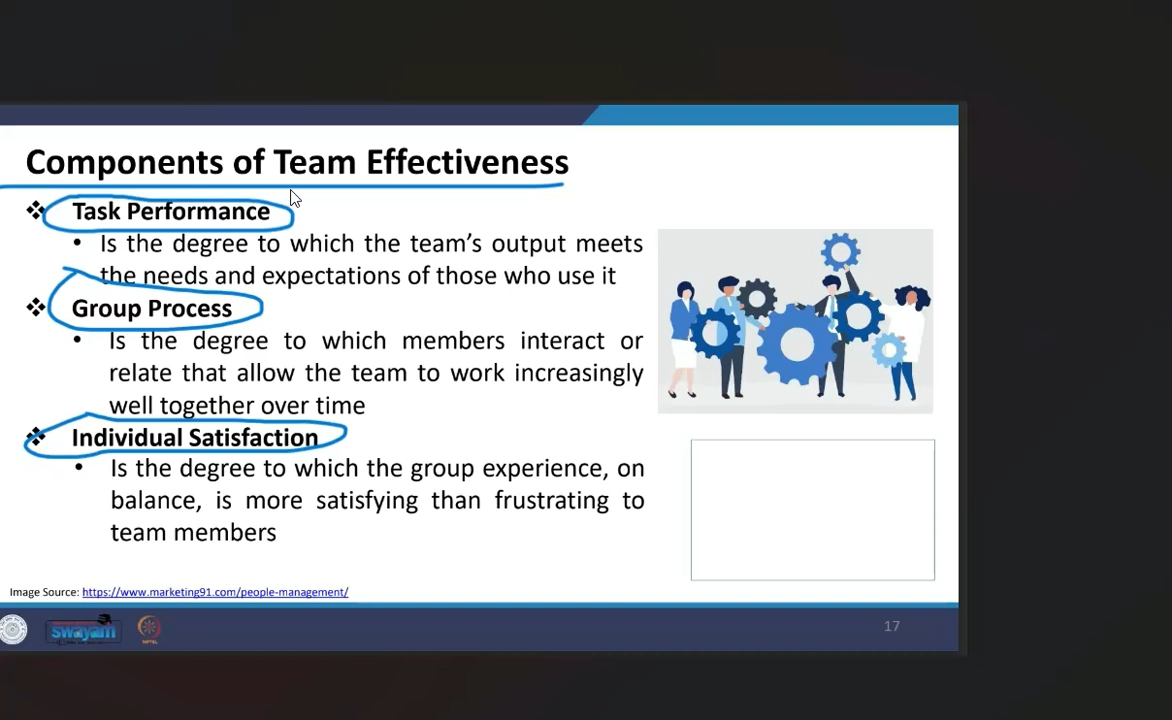 Components of Team Effectiveness
❖ Task Performance
• Is the degree to which the team's output meets
the needs and expectations of those who use it
❖ Group Process
• Is the degree to which members interact or
relate that allow the team to work increasingly
well together over time
❖ Individual Satisfaction
• Is the degree to which the group experience, on
balance, is more satisfying than frustrating to
team members
Image Source: https://www.marketing91.com/people-management/
swayam
NPTEL
17